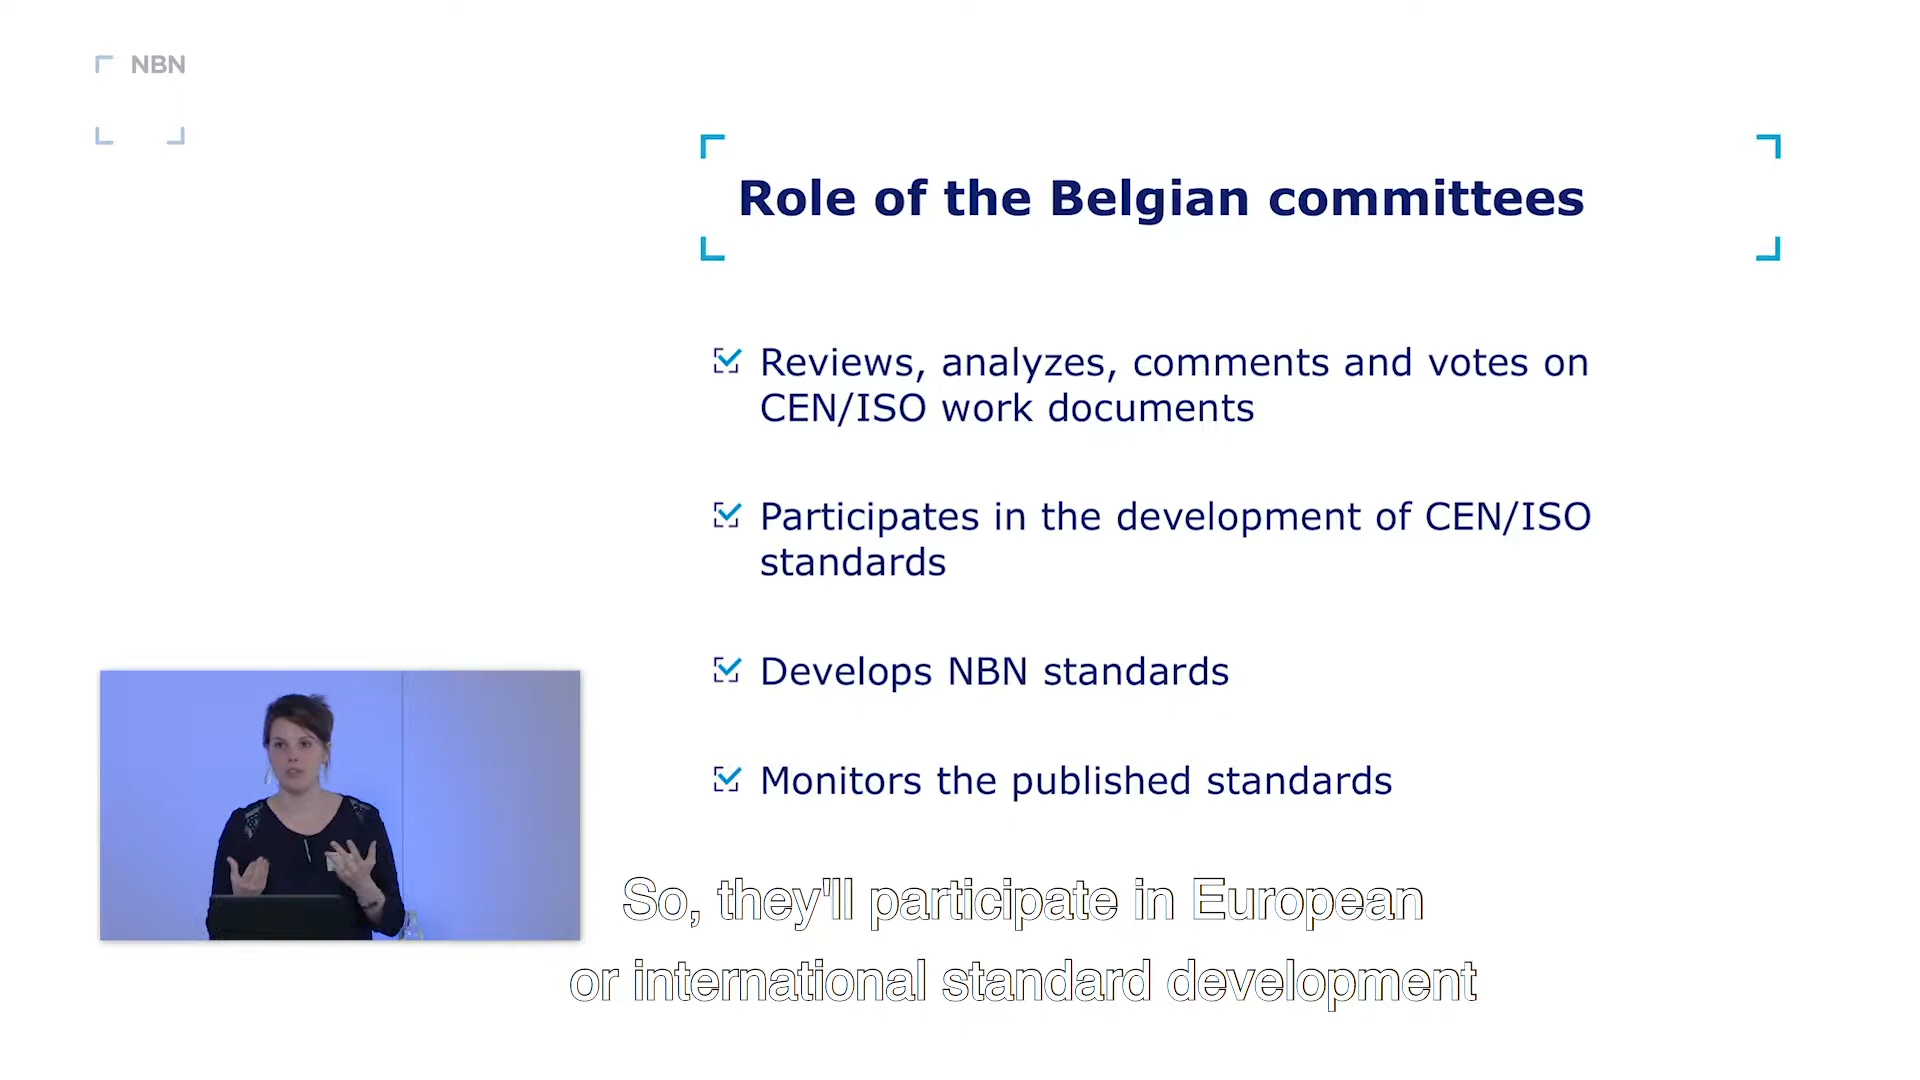 NBN
Role of the Belgian committees
Reviews, analyzes, comments and votes on
CEN/ISO work documents
Participates in the development of CEN/ISO
standards
Develops NBN standards
Monitors the published standards
So, they'll participate in European
or international standard development